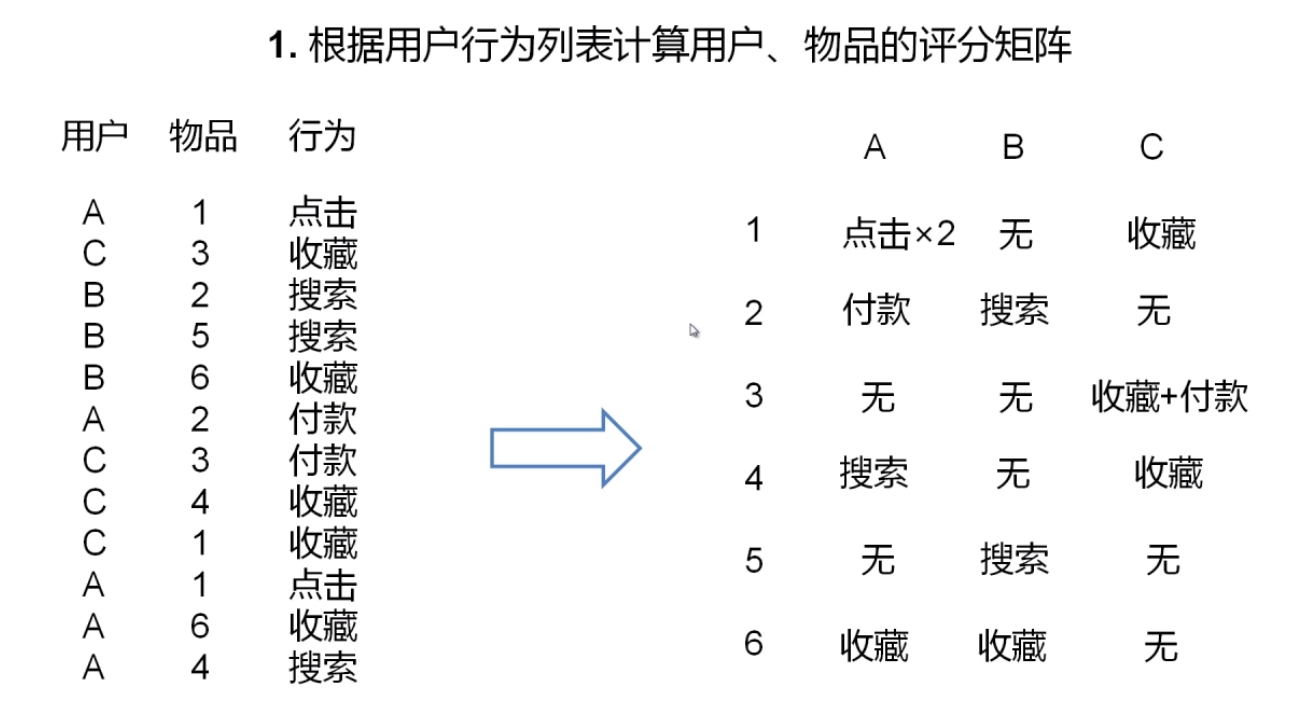 1. 根据用户行为列表计算用户、物品的评分矩阵
用户 物品 行为
A 1 点击
C 3 收藏
B 2 搜索
B 5 搜索
B 6 收藏
A 2 付款
C 3 付款
C 4 收藏
C 1 收藏
A 1 点击
A 6 收藏
A 4 搜索
A B C
1 点击×2 无 收藏
2 付款 搜索 无
3 无 无 收藏+付款
4 搜索 无 收藏
5 无 搜索 无
6 收藏 收藏 无